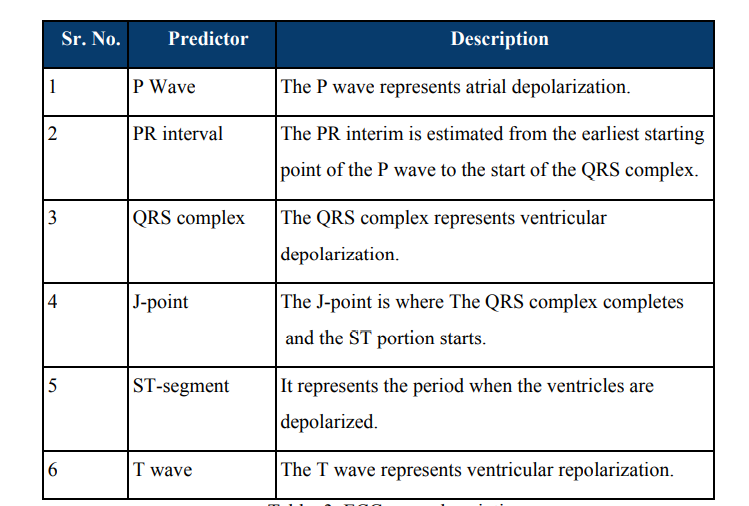 Sr. No. Predictor Description
1 P Wave The P wave represents atrial depolarization.
2 PR interval The PR interim is estimated from the earliest starting
point of the P wave to the start of the QRS complex.
3 QRS complex The QRS complex represents ventricular
depolarization.
4 J-point The J-point is where The QRS complex completes
and the ST portion starts.
5 ST-segment It represents the period when the ventricles are
depolarized.
6 T wave The T wave represents ventricular repolarization.